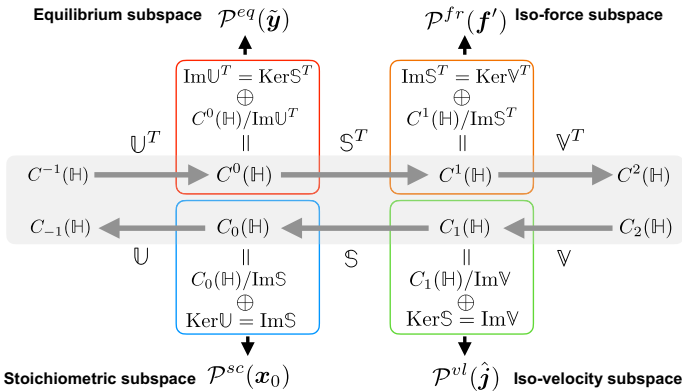 Equilibrium subspace 𝒫^{eq}(ỹ) 𝒫^{fr}(f′) Iso-force subspace
Im𝕌^T = Ker𝕊^T Im𝕊^T = Ker𝕍^T
⊕ ⊕
C^0(ℍ)/Im𝕌^T C^1(ℍ)/Im𝕊^T
𝕌^T = 𝕊^T = 𝕍^T
C^{-1}(ℍ) C^0(ℍ) C^1(ℍ) C^2(ℍ)
C_{-1}(ℍ) C_0(ℍ) C_1(ℍ) C_2(ℍ)
𝕌 = 𝕊 = 𝕍
C_0(ℍ)/Im𝕊 C_1(ℍ)/Im𝕍
⊕ ⊕
Ker𝕌 = Im𝕊 Ker𝕊 = Im𝕍
Stoichiometric subspace 𝒫^{sc}(x_0) 𝒫^{vl}(ĵ) Iso-velocity subspace